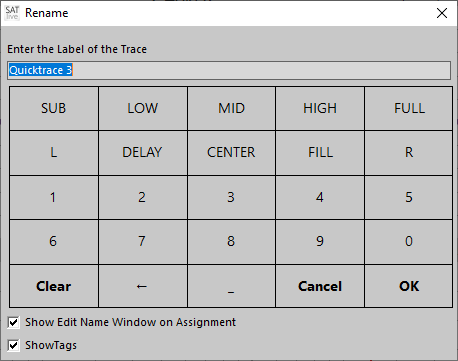 SAT live Rename
Enter the Label of the Trace
Quicktrace 3
SUB LOW MID HIGH FULL
L DELAY CENTER FILL R
1 2 3 4 5
6 7 8 9 0
Clear ← _ Cancel OK
Show Edit Name Window on Assignment
ShowTags